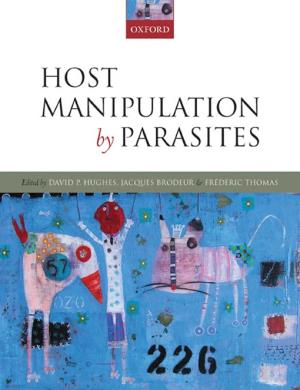 OXFORD
HOST
MANIPULATION
by PARASITES
Edited by DAVID P. HUGHES, JACQUES BRODEUR & FRÉDÉRIC THOMAS
57
226